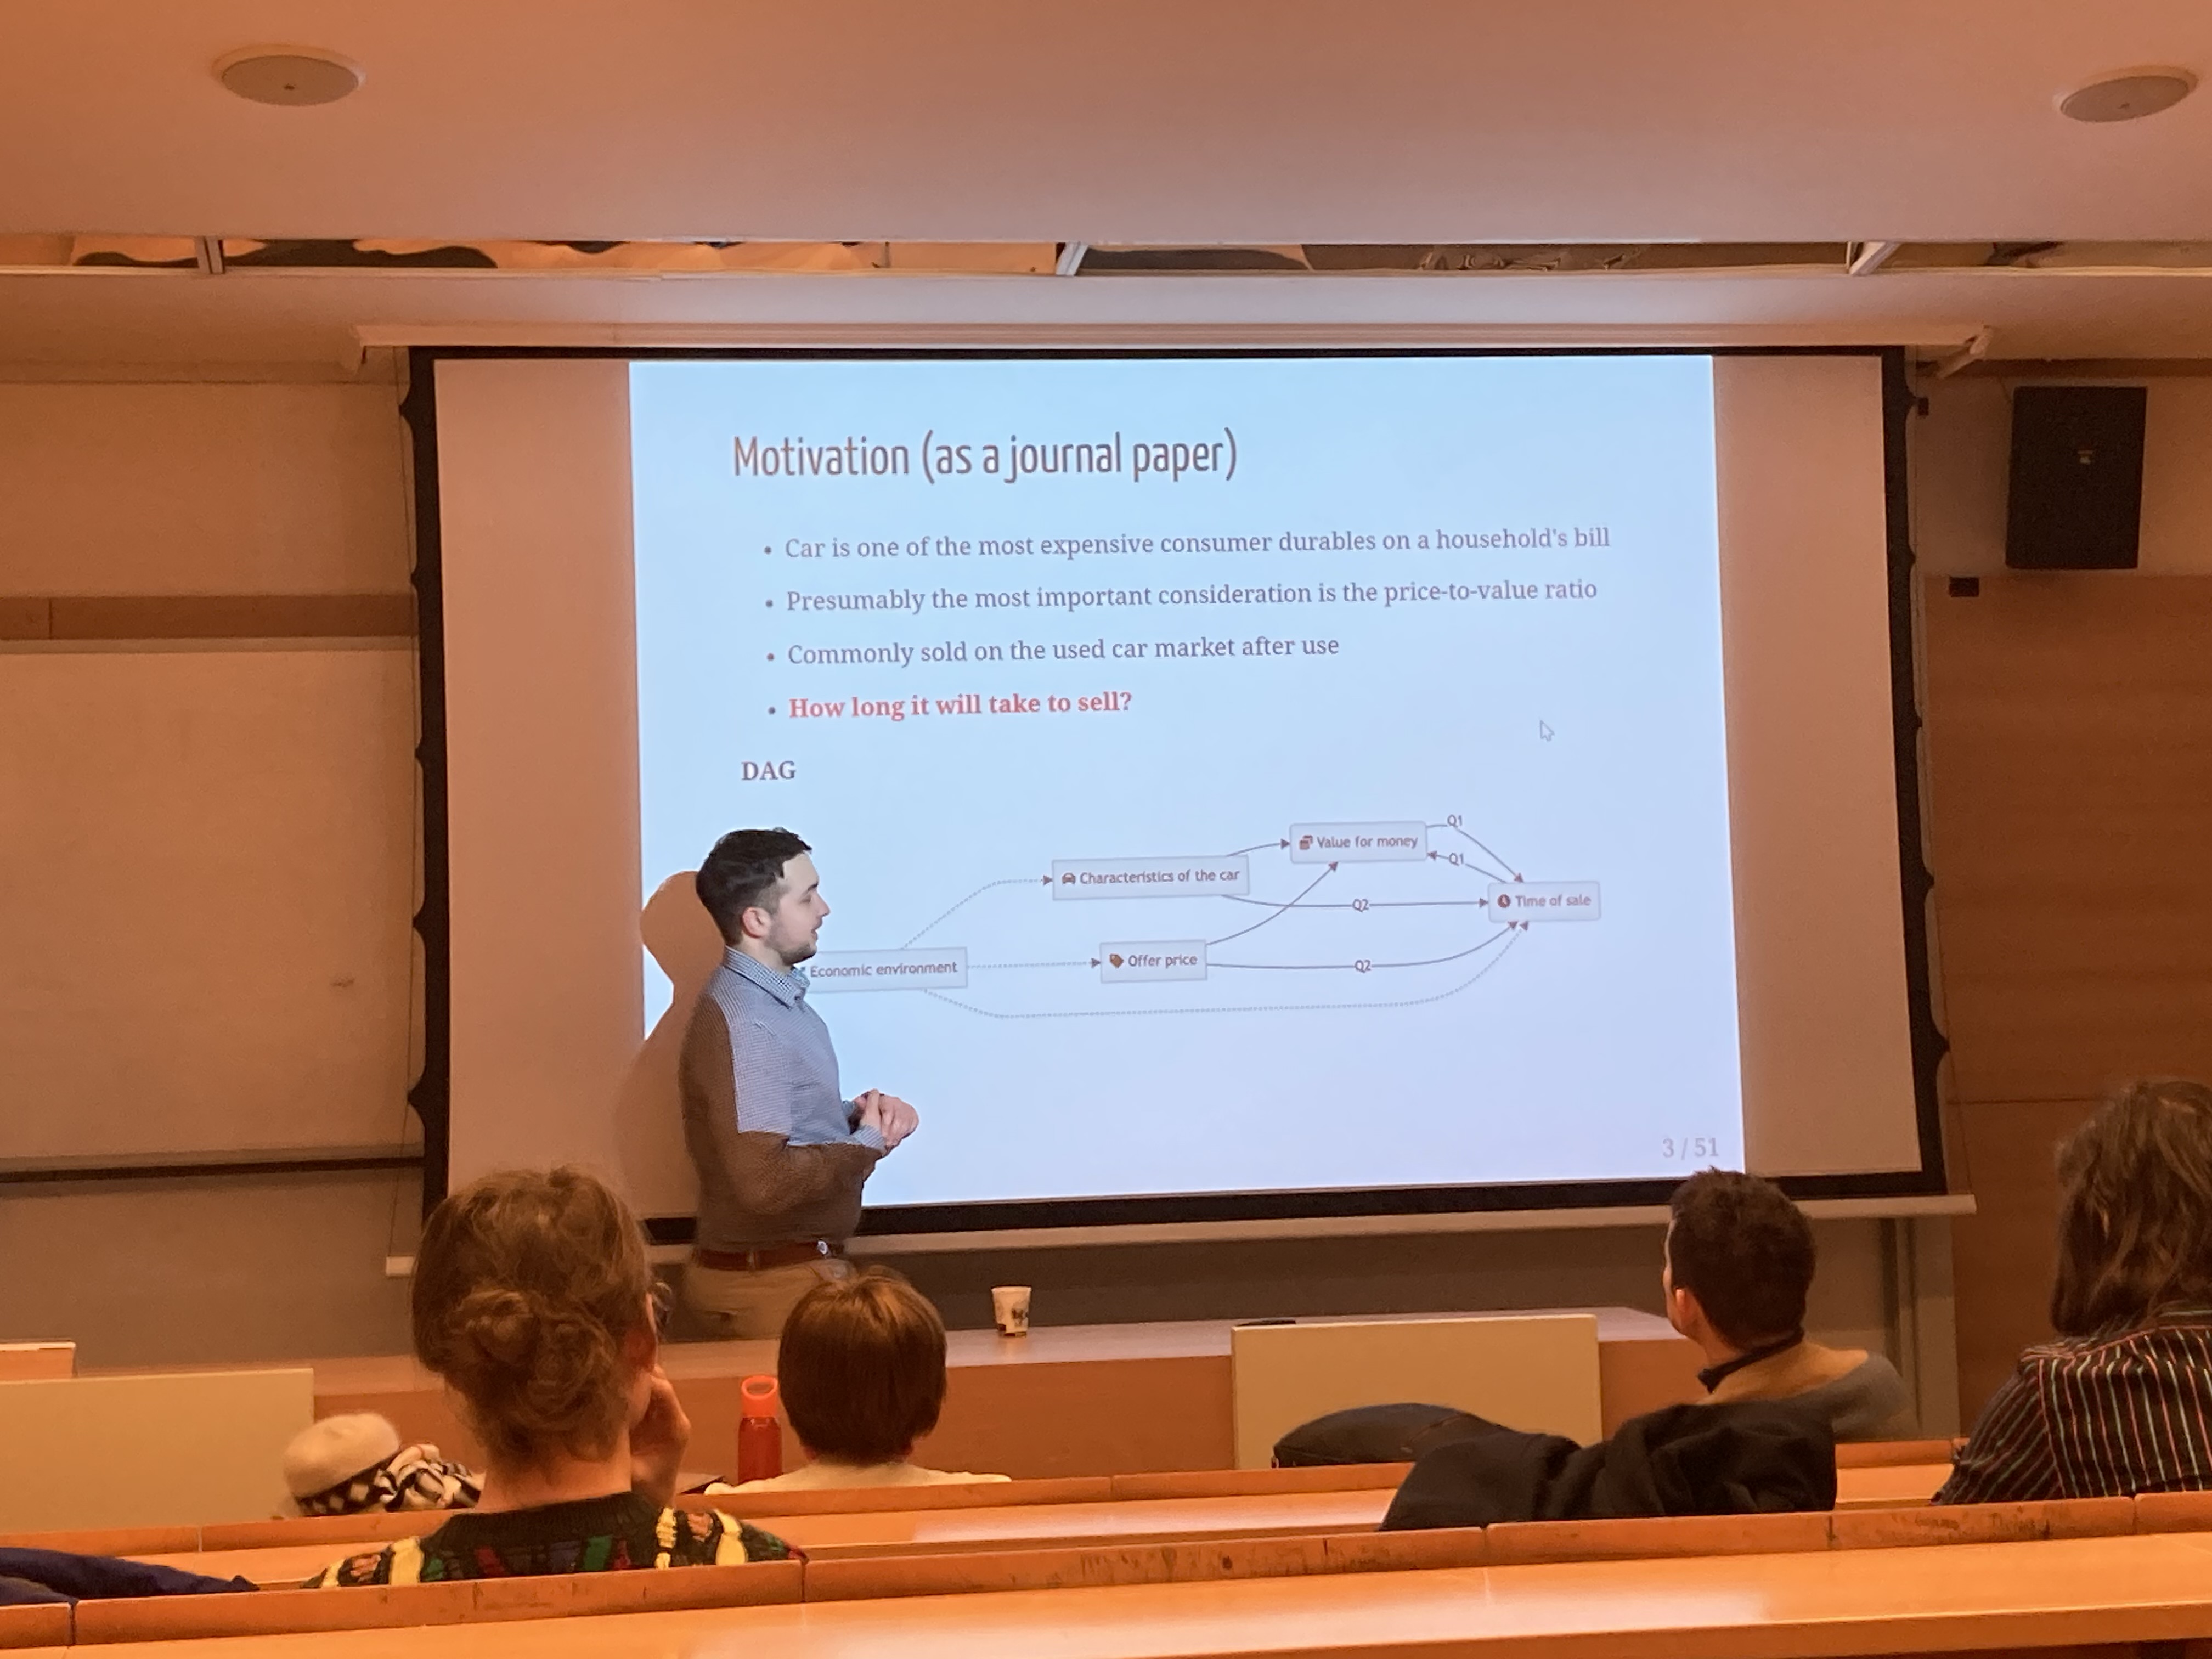 Motivation (as a journal paper)
• Car is one of the most expensive consumer durables on a household's bill
• Presumably the most important consideration is the price-to-value ratio
• Commonly sold on the used car market after use
• How long it will take to sell?
DAG
Value for money
Q1
Q1
Characteristics of the car
Q2
Time of sale
Economic environment
Offer price
Q2
3 / 51